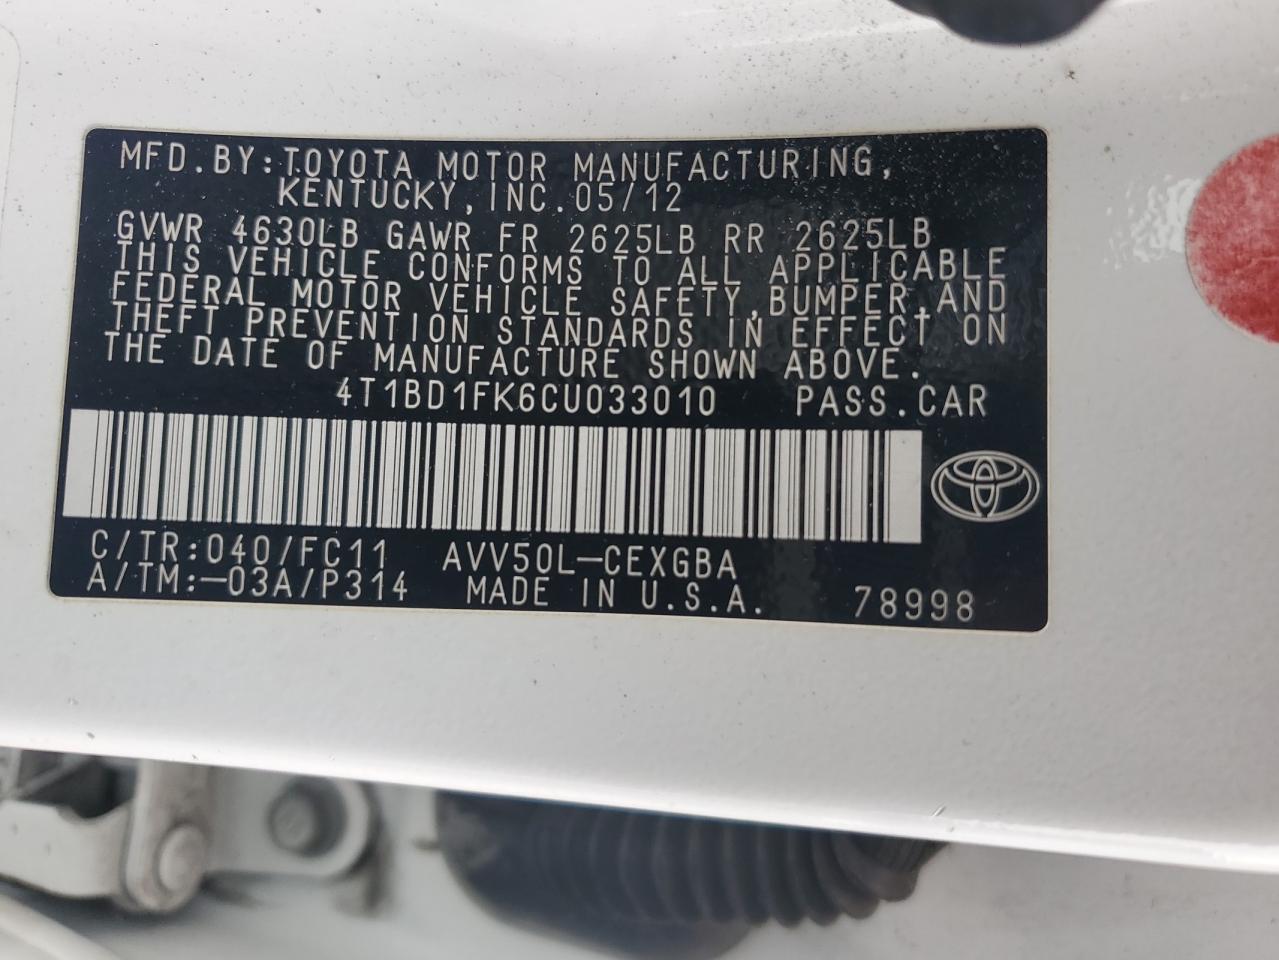 MFD.BY:TOYOTA MOTOR MANUFACTURING,
KENTUCKY,INC.05/12
GVWR 4630LB GAWR FR 2625LB RR 2625LB
THIS VEHICLE CONFORMS TO ALL APPLICABLE
FEDERAL MOTOR VEHICLE SAFETY,BUMPER,AND
THEFT PREVENTION STANDARDS IN EFFECT ON
THE DATE OF MANUFACTURE SHOWN ABOVE.
4T1BD1FK6CU033010 PASS.CAR
C/TR:040/FC11 AVV50L-CEXGBA
A/TM:-03A/P314 MADE IN U.S.A. 78998